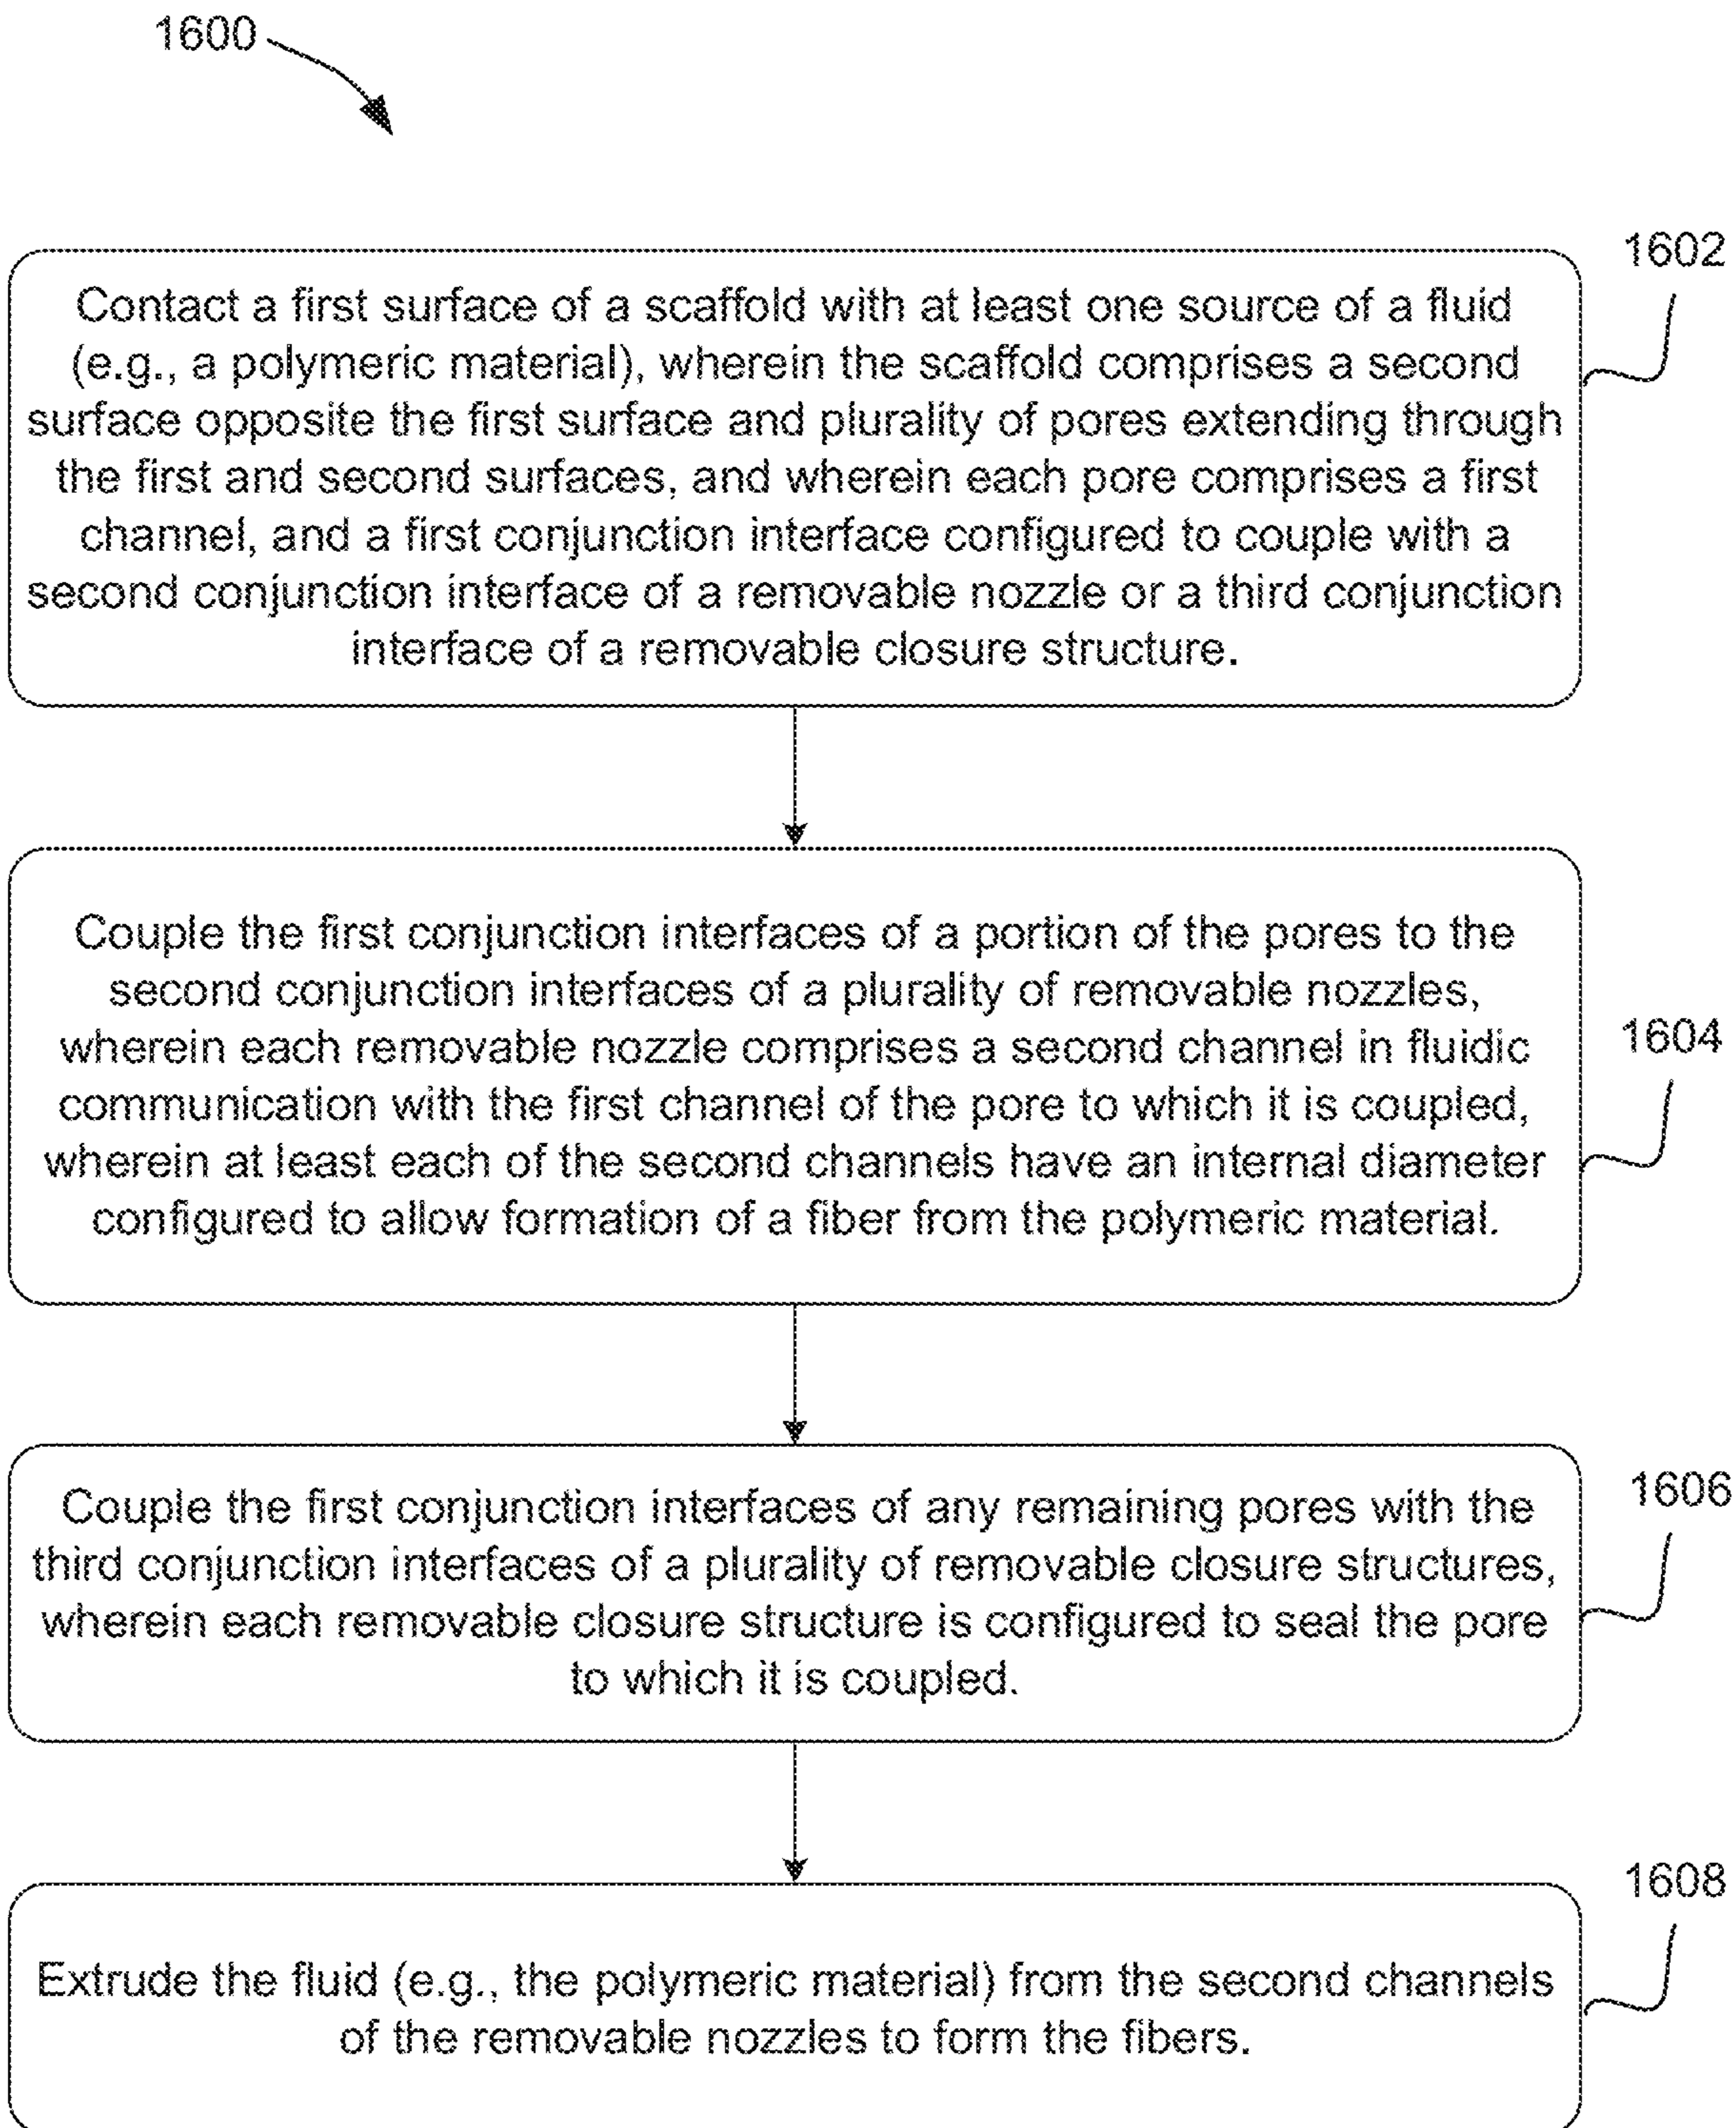 1600
1602
Contact a first surface of a scaffold with at least one source of a fluid
(e.g., a polymeric material), wherein the scaffold comprises a second
surface opposite the first surface and plurality of pores extending through
the first and second surfaces, and wherein each pore comprises a first
channel, and a first conjunction interface configured to couple with a
second conjunction interface of a removable nozzle or a third conjunction
interface of a removable closure structure.
Couple the first conjunction interfaces of a portion of the pores to the
second conjunction interfaces of a plurality of removable nozzles,
wherein each removable nozzle comprises a second channel in fluidic
communication with the first channel of the pore to which it is coupled,
wherein at least each of the second channels have an internal diameter
configured to allow formation of a fiber from the polymeric material.
1604
Couple the first conjunction interfaces of any remaining pores with the
third conjunction interfaces of a plurality of removable closure structures,
wherein each removable closure structure is configured to seal the pore
to which it is coupled.
1606
Extrude the fluid (e.g., the polymeric material) from the second channels
of the removable nozzles to form the fibers.
1608